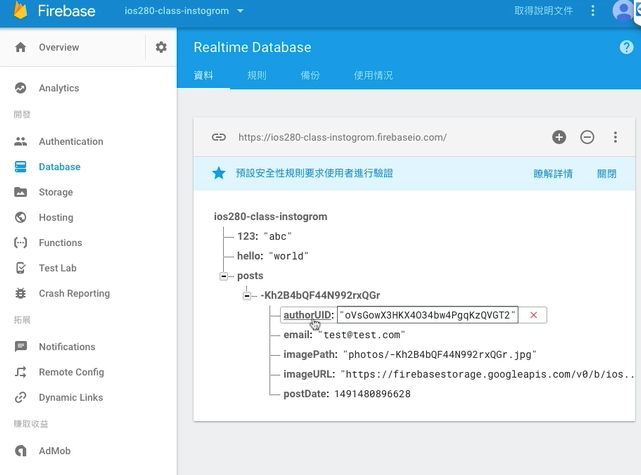 Firebase
ios280-class-instogrom
取得說明文件
Overview
Analytics
開發
Authentication
Database
Storage
Hosting
Functions
Test Lab
Crash Reporting
拓展
Notifications
Remote Config
Dynamic Links
賺取收益
AdMob
Realtime Database
資料 規則 備份 使用情況
https://ios280-class-instogrom.firebaseio.com/
預設安全性規則要求使用者進行驗證 瞭解詳情 關閉
ios280-class-instogrom
123: "abc"
hello: "world"
posts
-Kh2B4bQF44N992rxQGr
authorUID: "oVsGowX3HKX4O34bw4PgqKzQVGT2"
email: "test@test.com"
imagePath: "photos/-Kh2B4bQF44N992rxQGr.jpg"
imageURL: "https://firebasestorage.googleapis.com/v0/b/ios..
postDate: 1491480896628